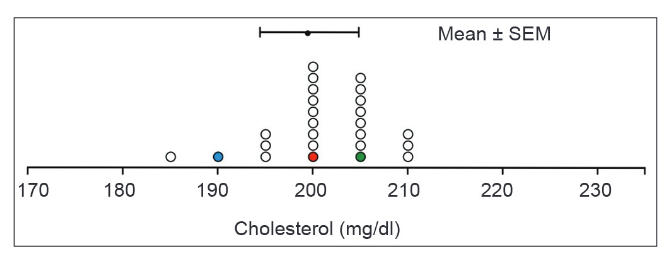 Mean ± SEM
170 180 190 200 210 220 230
Cholesterol (mg/dl)